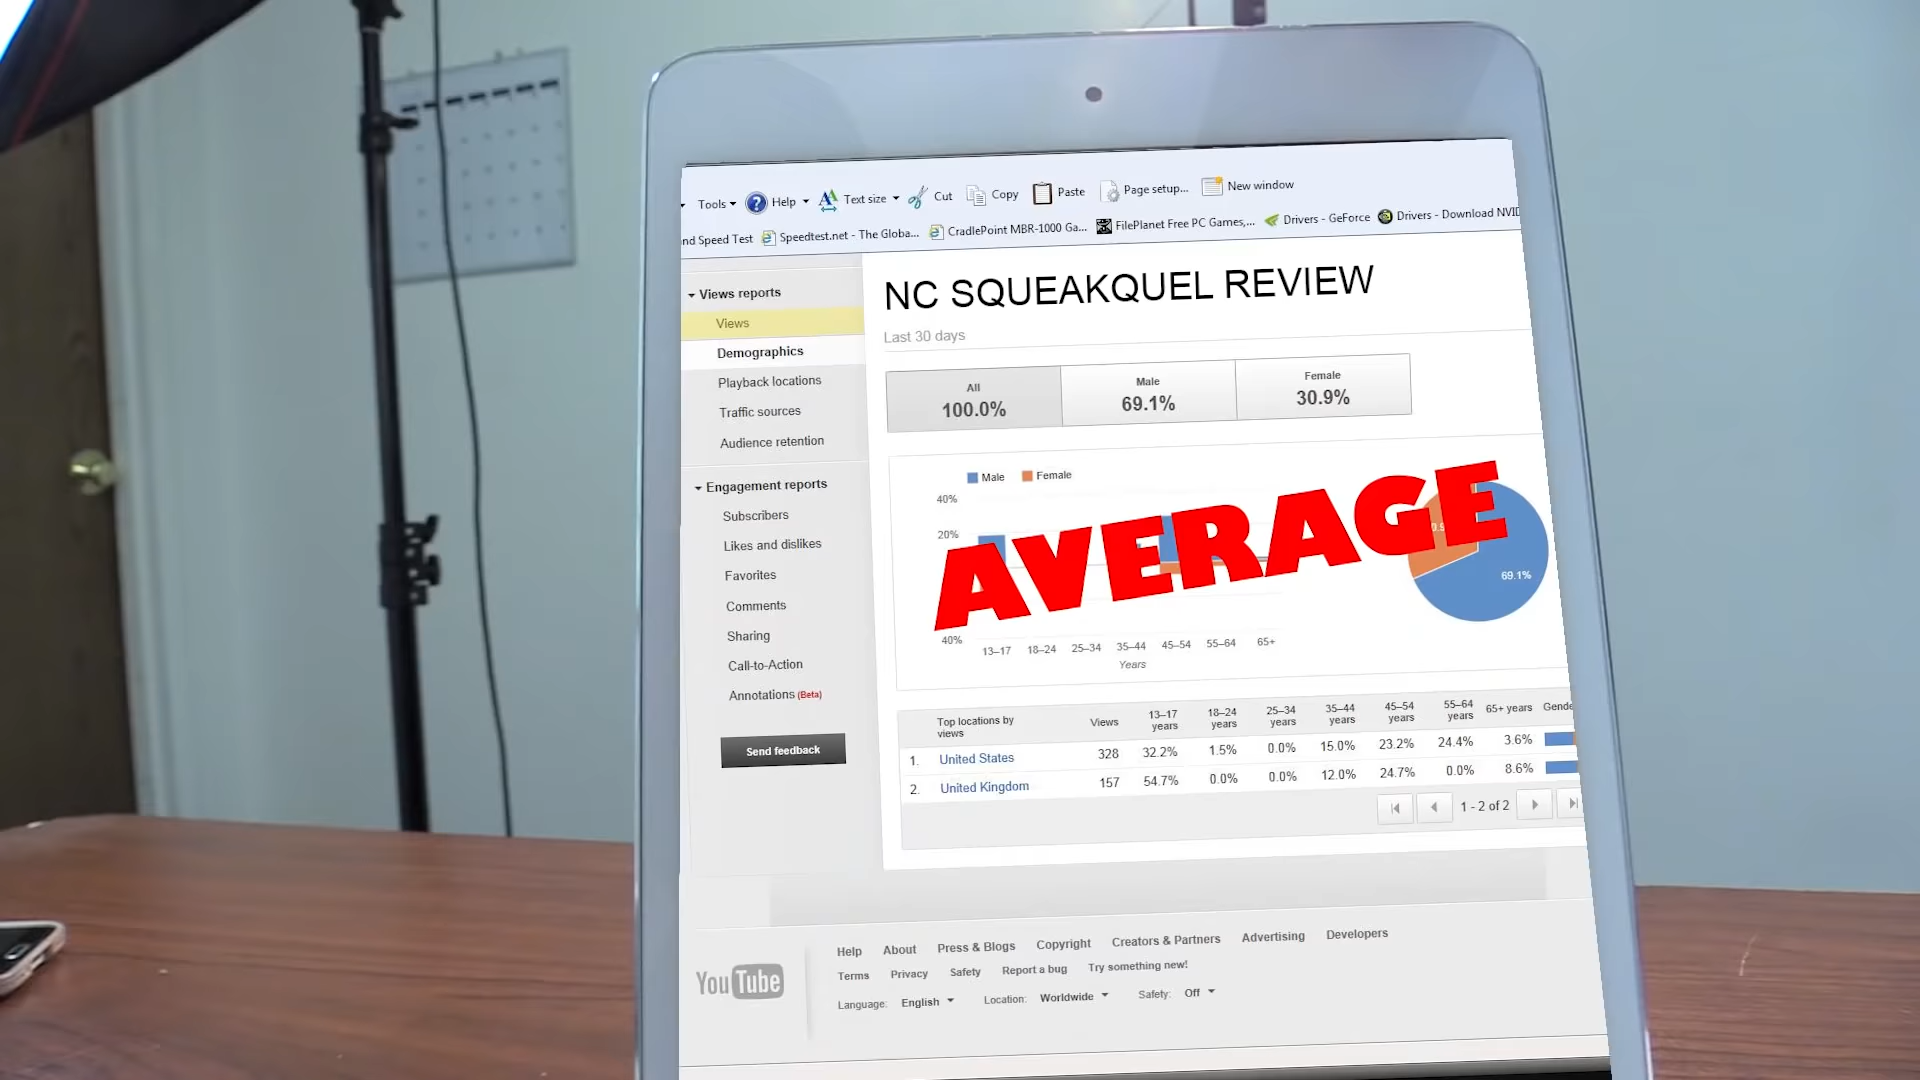 Tools Help Text size Cut Copy Paste Page setup... New window
nd Speed Test Speedtest.net - The Globa... CradlePoint MBR-1000 Ga... FilePlanet Free PC Games,... Drivers - GeForce Drivers - Download NVID
Views reports
Views
Demographics
Playback locations
Traffic sources
Audience retention
Engagement reports
Subscribers
Likes and dislikes
Favorites
Comments
Sharing
Call-to-Action
Annotations (Beta)
Send feedback
NC SQUEAKQUEL REVIEW
Last 30 days
All Male Female
100.0% 69.1% 30.9%
Male Female
40%
20%
40%
AVERAGE
69.1%
13–17 18–24 25–34 35–44 45–54 55–64 65+
Years
Top locations by views Views 13–17 years 18–24 years 25–34 years 35–44 years 45–54 years 55–64 years 65+ years Gende
1. United States 328 32.2% 1.5% 0.0% 15.0% 23.2% 24.4% 3.6%
2. United Kingdom 157 54.7% 0.0% 0.0% 12.0% 24.7% 0.0% 8.6%
1 - 2 of 2
YouTube
Help About Press & Blogs Copyright Creators & Partners Advertising Developers
Terms Privacy Safety Report a bug Try something new!
Language: English Location: Worldwide Safety: Off